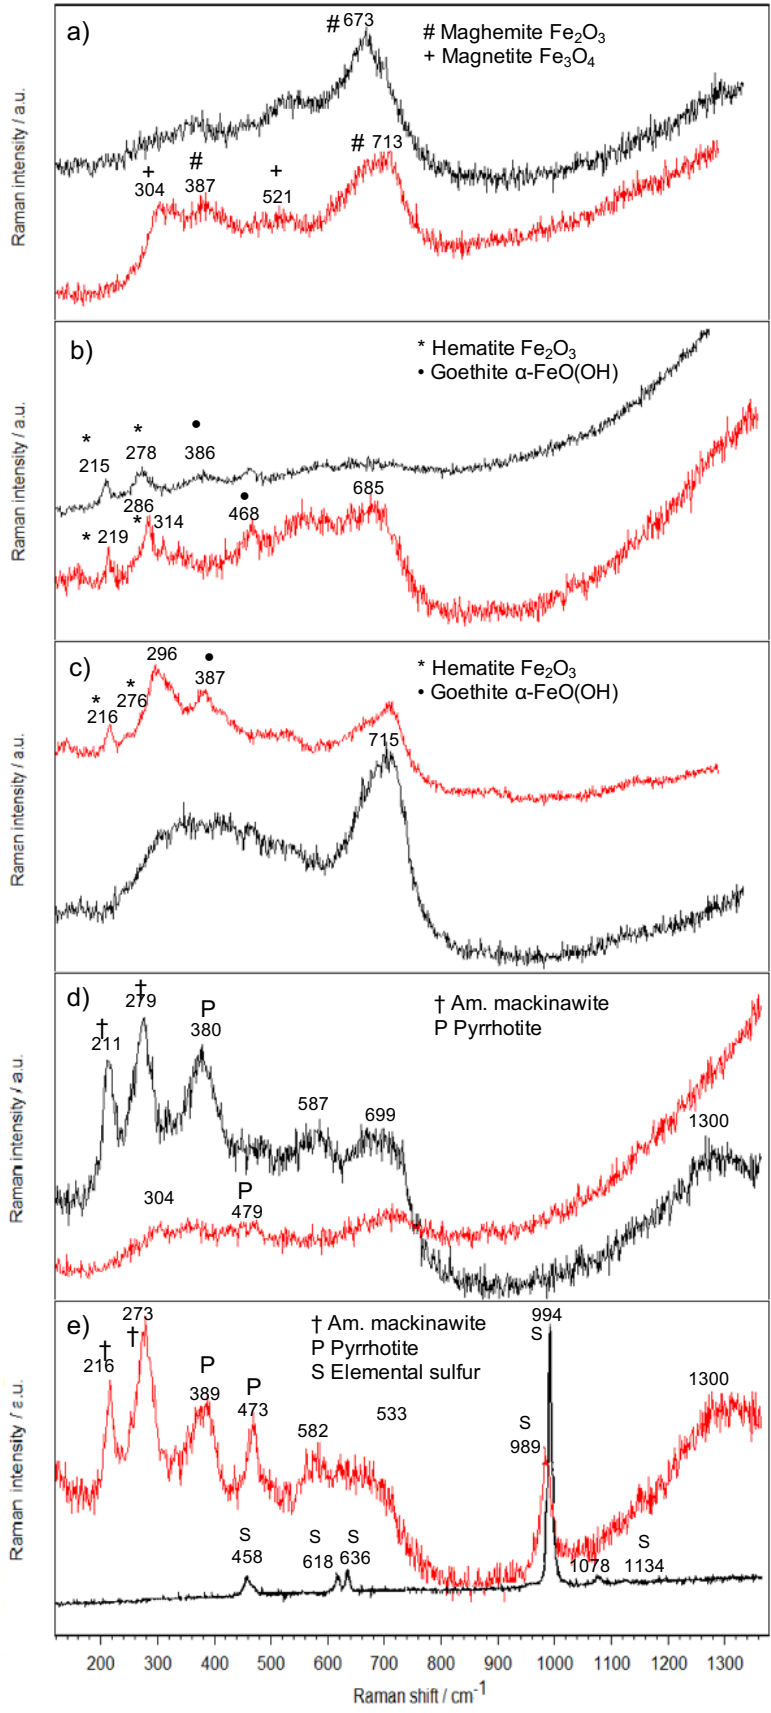 a)
# 673
# Maghemite Fe₂O₃
+ Magnetite Fe₃O₄
+
304
#
387
+
521
# 713
Raman intensity / a.u.
b)
* Hematite Fe₂O₃
• Goethite α-FeO(OH)
*
215
*
278
•
386
* 219
286
*
314
•
468
685
Raman intensity / a.u.
c)
* Hematite Fe₂O₃
• Goethite α-FeO(OH)
*
216
*
276
296
•
387
715
Raman intensity / a.u.
d)
† Am. mackinawite
P Pyrrhotite
†
211
†
279
P
380
587
699
1300
304
P
479
Raman intensity / a.u.
e)
† Am. mackinawite
P Pyrrhotite
S Elemental sulfur
†
216
†
273
P
389
P
473
582
533
S
989
994
S
1300
S
458
S
618
S
636
1078
S
1134
Raman intensity / a.u.
200 300 400 500 600 700 800 900 1000 1100 1200 1300
Raman shift / cm⁻¹